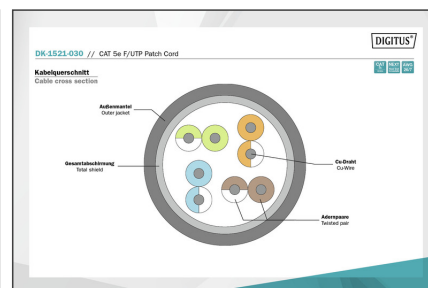 DIGITUS®
DK-1521-030 // CAT 5e F/UTP Patch Cord
Kabelquerschnitt
Cable cross section
Außenmantel
Outer jacket
Gesamtabschirmung
Total shield
Cu-Draht
Cu-Wire
Adernpaare
Twisted pair